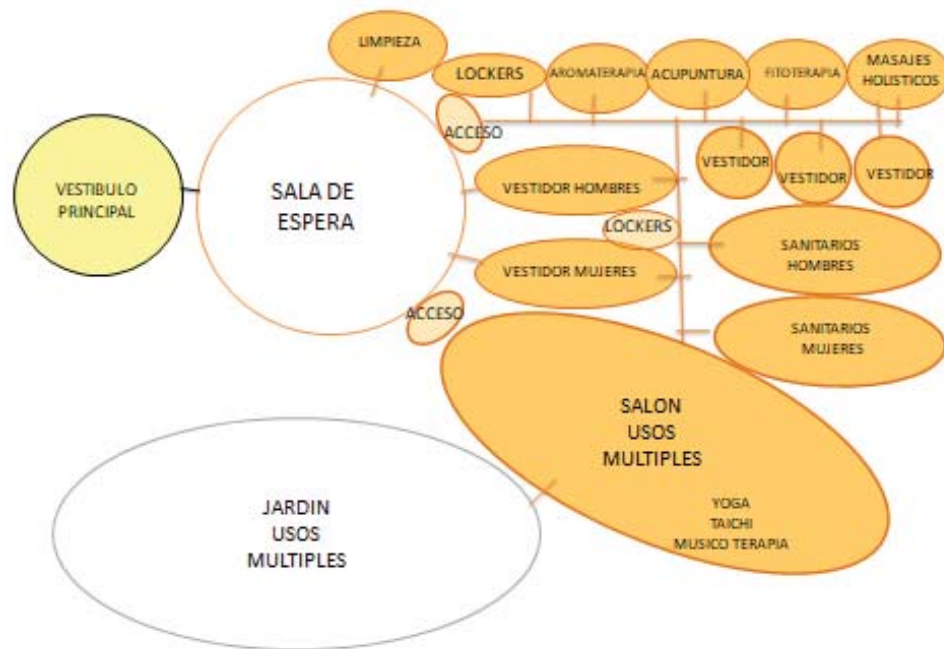 LIMPIEZA
LOCKERS
AROMATERAPIA
ACUPUNTURA
FITOTERAPIA
MASAJES
HOLISTICOS
ACCESO
VESTIBULO
PRINCIPAL
SALA DE
ESPERA
VESTIDOR HOMBRES
VESTIDOR
VESTIDOR
VESTIDOR
LOCKERS
SANITARIOS
HOMBRES
VESTIDOR MUJERES
ACCESO
SANITARIOS
MUJERES
SALON
USOS
MULTIPLES
YOGA
TAICHI
MUSICO TERAPIA
JARDIN
USOS
MULTIPLES